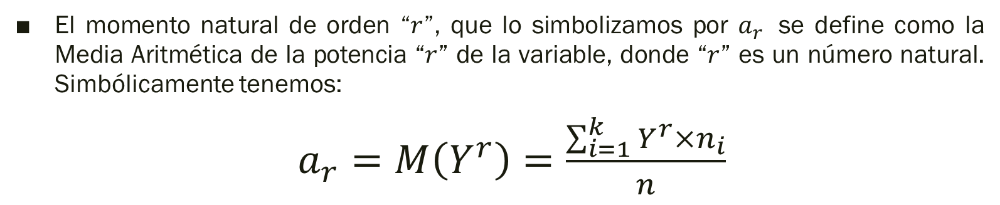 ■ El momento natural de orden “r”, que lo simbolizamos por a_r se define como la
Media Aritmética de la potencia “r” de la variable, donde “r” es un número natural.
Simbólicamente tenemos:
a_r = M(Y^r) = \frac{\sum_{i=1}^{k} Y^r × n_i}{n}